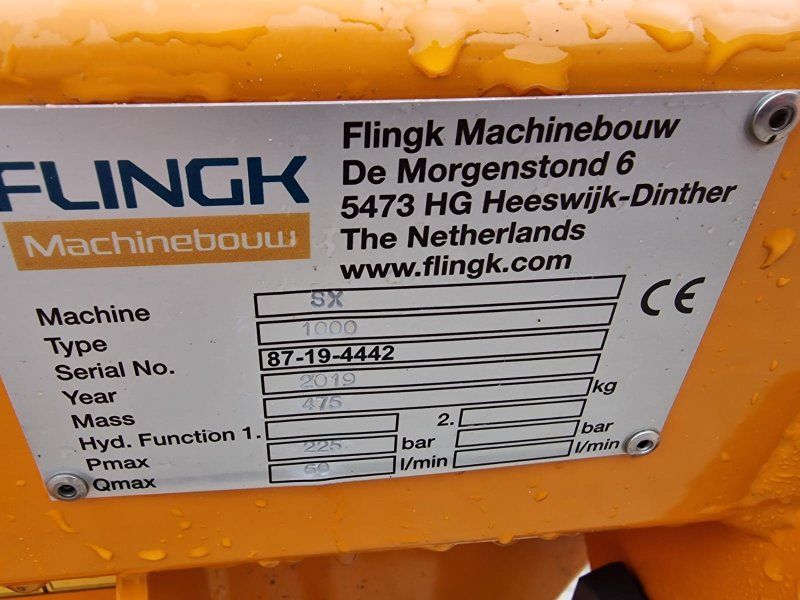 FLINGK
Machinebouw
Flingk Machinebouw
De Morgenstond 6
5473 HG Heeswijk-Dinther
The Netherlands
www.flingk.com
CE
Machine SX
Type 1000
Serial No. 87-19-4442
Year 2019
Mass 475 kg
Hyd. Function 1. 2.
Pmax 225 bar bar
Qmax 60 l/min l/min